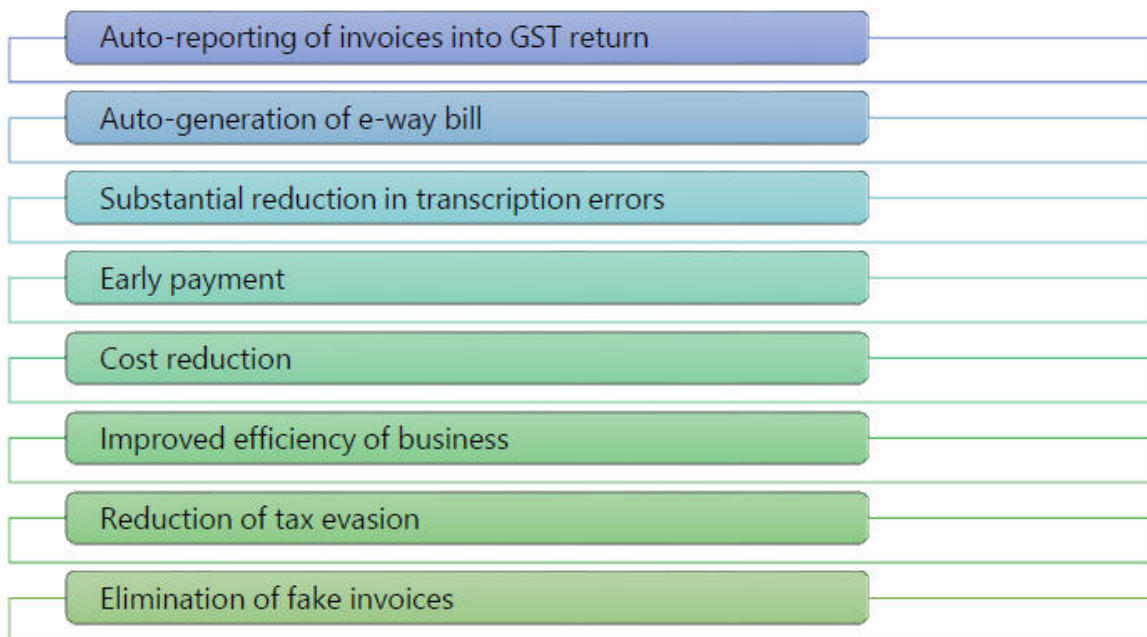 Auto-reporting of invoices into GST return
Auto-generation of e-way bill
Substantial reduction in transcription errors
Early payment
Cost reduction
Improved efficiency of business
Reduction of tax evasion
Elimination of fake invoices